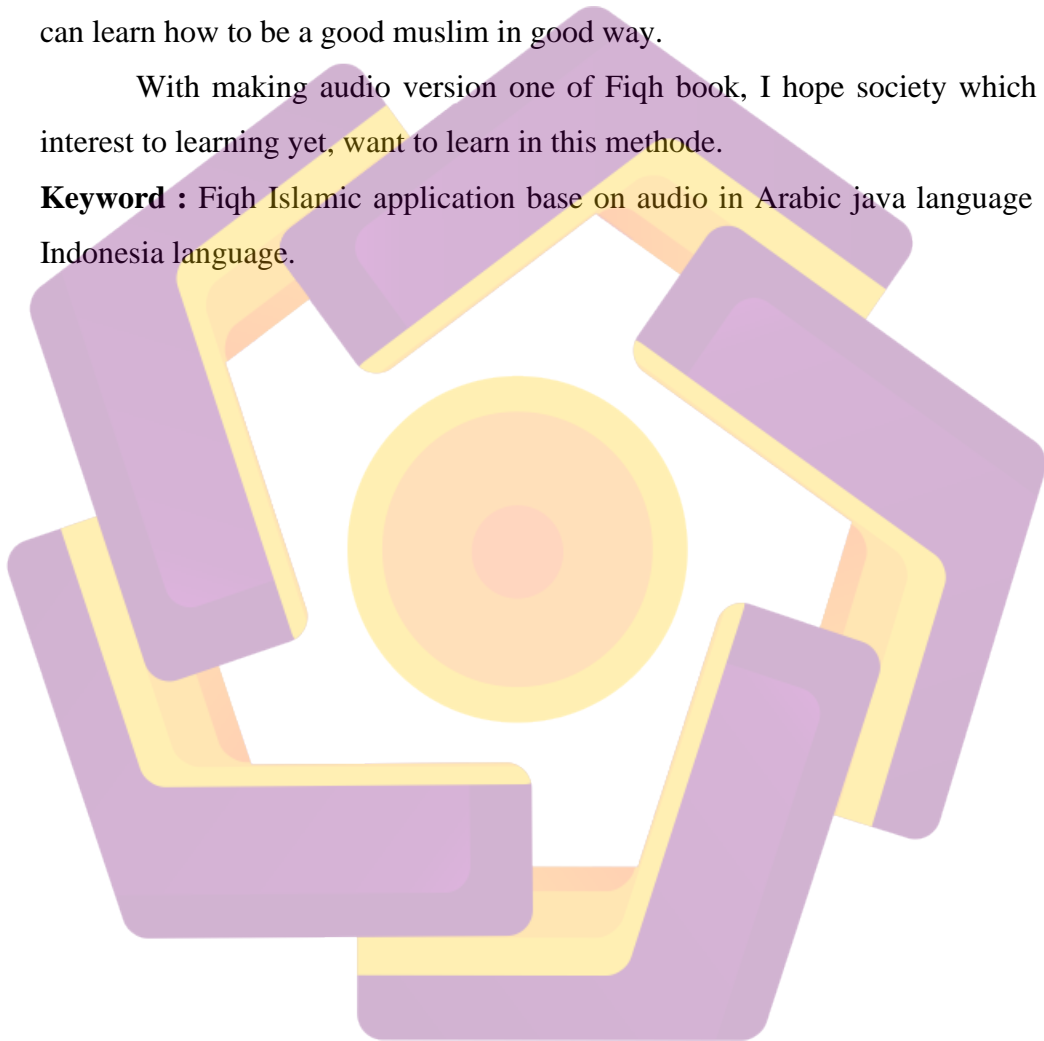 can learn how to be a good muslim in good way.
With making audio version one of Fiqh book, I hope society which
interest to learning yet, want to learn in this methode.
Keyword : Fiqh Islamic application base on audio in Arabic java language
Indonesia language.